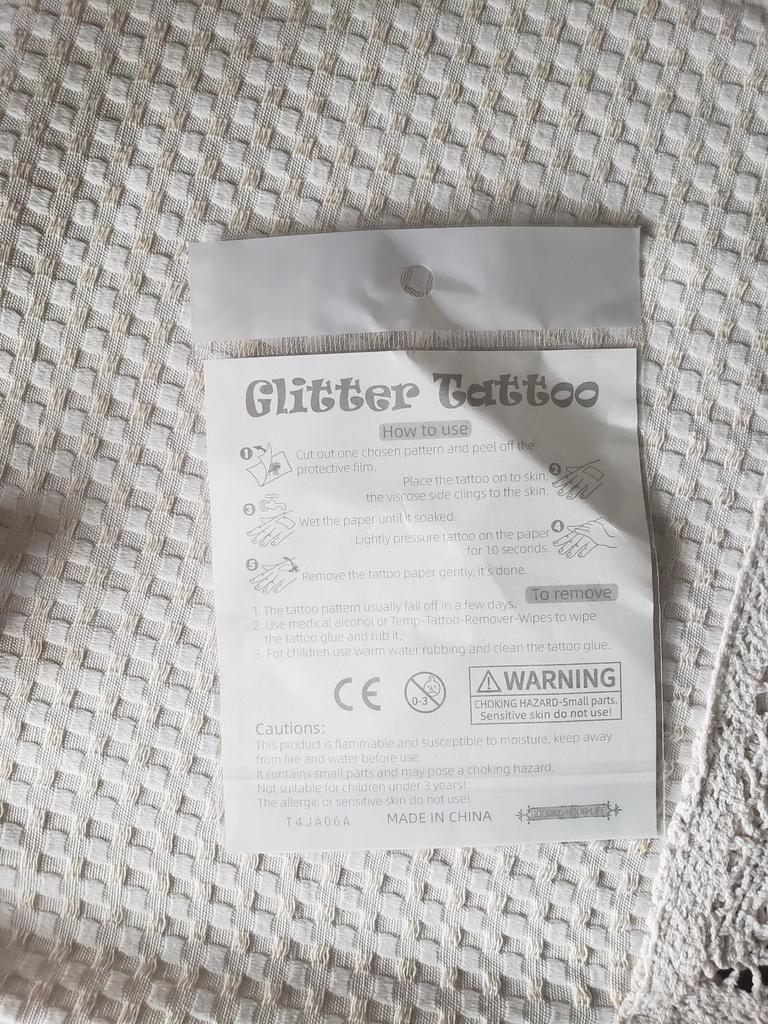 Glitter Tattoo
How to use
1 Cut out one chosen pattern and peel off the
protective film.
2 Place the tattoo on to skin,
the viscose side clings to the skin.
3 Wet the paper until it soaked.
4 Lightly pressure tattoo on the paper
for 10 seconds.
5 Remove the tattoo paper gently, it's done.
To remove
1. The tattoo pattern usually fall off in a few days.
2. Use medical alcohol or Temp-Tattoo-Remover-Wipes to wipe
the tattoo glue and rub it.
3. For children,use warm water rubbing and clean the tattoo glue.
CE
0-3
WARNING
CHOKING HAZARD-Small parts.
Sensitive skin do not use!
Cautions:
This product is flammable and susceptible to moisture, keep away
from fire and water before use.
It contains small parts and may pose a choking hazard.
Not suitable for children under 3 years!
The allergic or sensitive skin do not use!
T4JA06A MADE IN CHINA